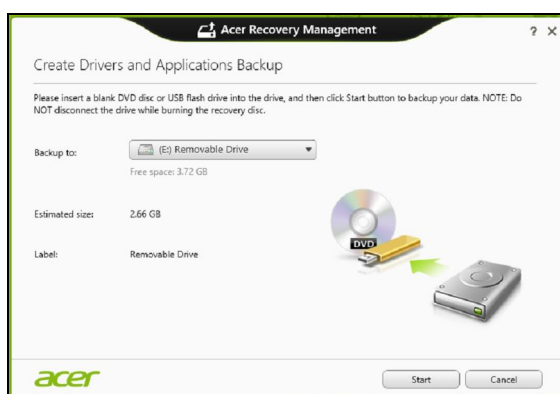 Acer Recovery Management
? X
Create Drivers and Applications Backup
Please insert a blank DVD disc or USB flash drive into the drive, and then click Start button to backup your data. NOTE: Do
NOT disconnect the drive while burning the recovery disc.
Backup to: (E:) Removable Drive
Free space: 3.72 GB
Estimated size: 2.66 GB
DVD
Label: Removable Drive
acer Start Cancel